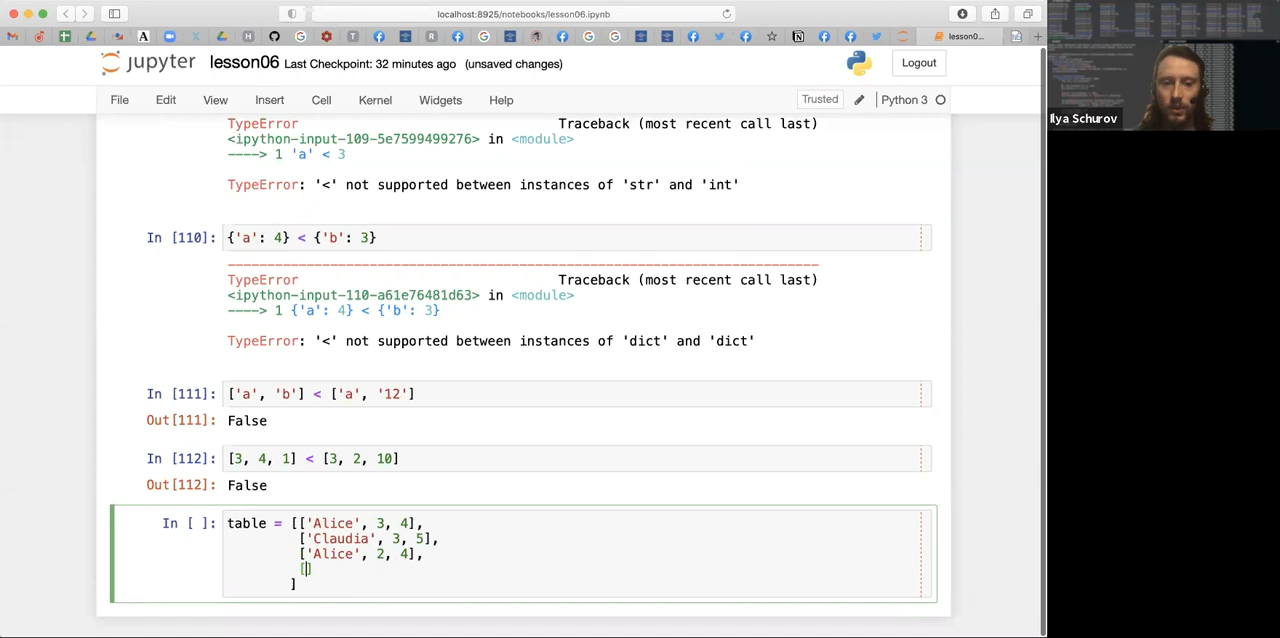 localhost:8925/notebooks/lesson06.ipynb
lesson0...
jupyter lesson06 Last Checkpoint: 32 minutes ago (unsaved changes)
Logout
File Edit View Insert Cell Kernel Widgets Help
Trusted Python 3
TypeError Traceback (most recent call last)
<ipython-input-109-5e7599499276> in <module>
----> 1 'a' < 3
TypeError: '<' not supported between instances of 'str' and 'int'
In [110]: {'a': 4} < {'b': 3}
TypeError Traceback (most recent call last)
<ipython-input-110-a61e76481d63> in <module>
----> 1 {'a': 4} < {'b': 3}
TypeError: '<' not supported between instances of 'dict' and 'dict'
In [111]: ['a', 'b'] < ['a', '12']
Out[111]: False
In [112]: [3, 4, 1] < [3, 2, 10]
Out[112]: False
In [ ]: table = [['Alice', 3, 4],
['Claudia', 3, 5],
['Alice', 2, 4],
[]
]
Ilya Schurov